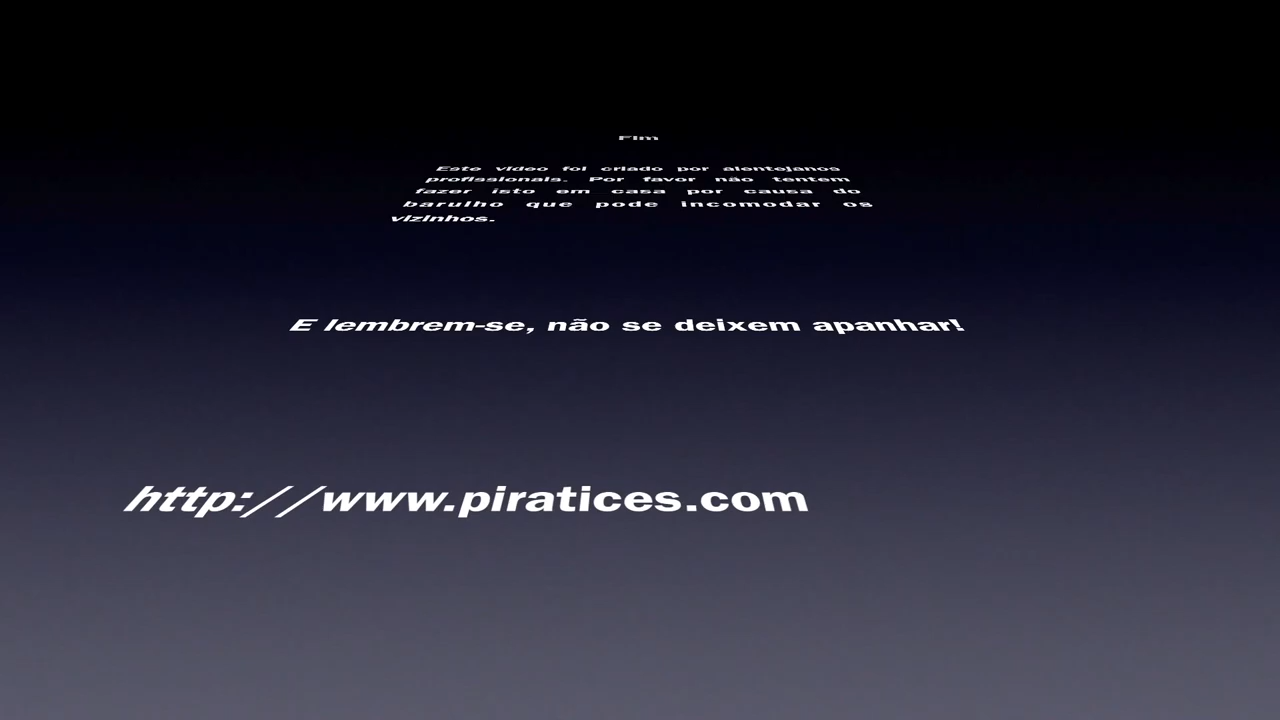 Fim
Este vídeo foi criado por alentejanos
profissionais. Por favor não tentem
fazer isto em casa por causa do
barulho que pode incomodar os
vizinhos.
E lembrem-se, não se deixem apanhar!
http://www.piratices.com